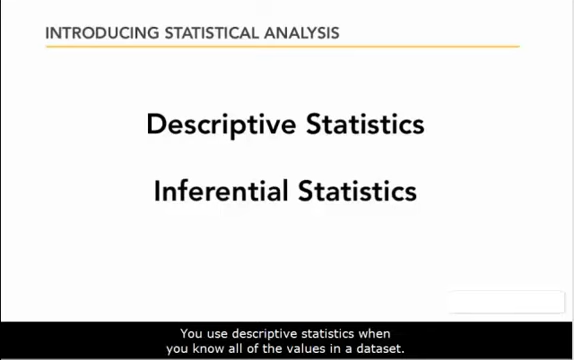 INTRODUCING STATISTICAL ANALYSIS
Descriptive Statistics
Inferential Statistics
You use descriptive statistics when
you know all of the values in a dataset.